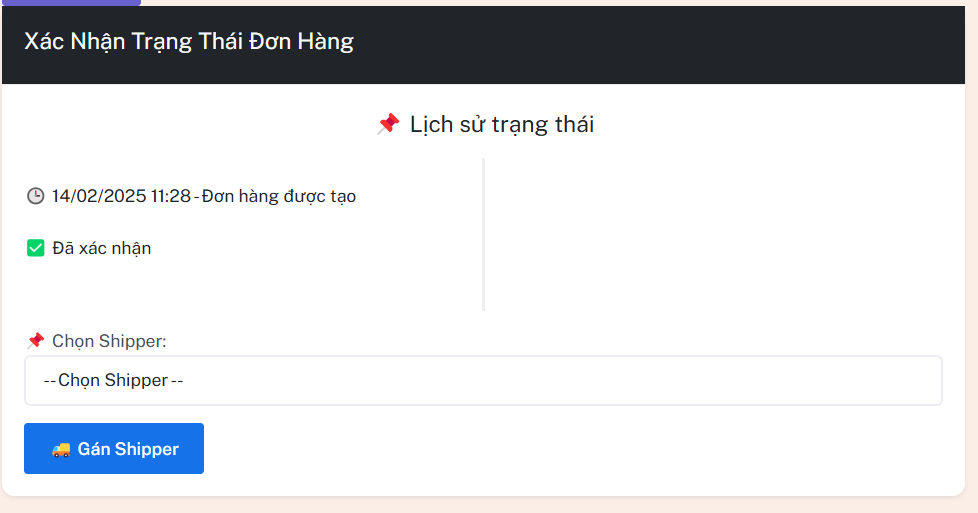 Xác Nhận Trạng Thái Đơn Hàng
📌 Lịch sử trạng thái
🕒 14/02/2025 11:28 - Đơn hàng được tạo
✅ Đã xác nhận
📌 Chọn Shipper:
-- Chọn Shipper --
🚚 Gán Shipper